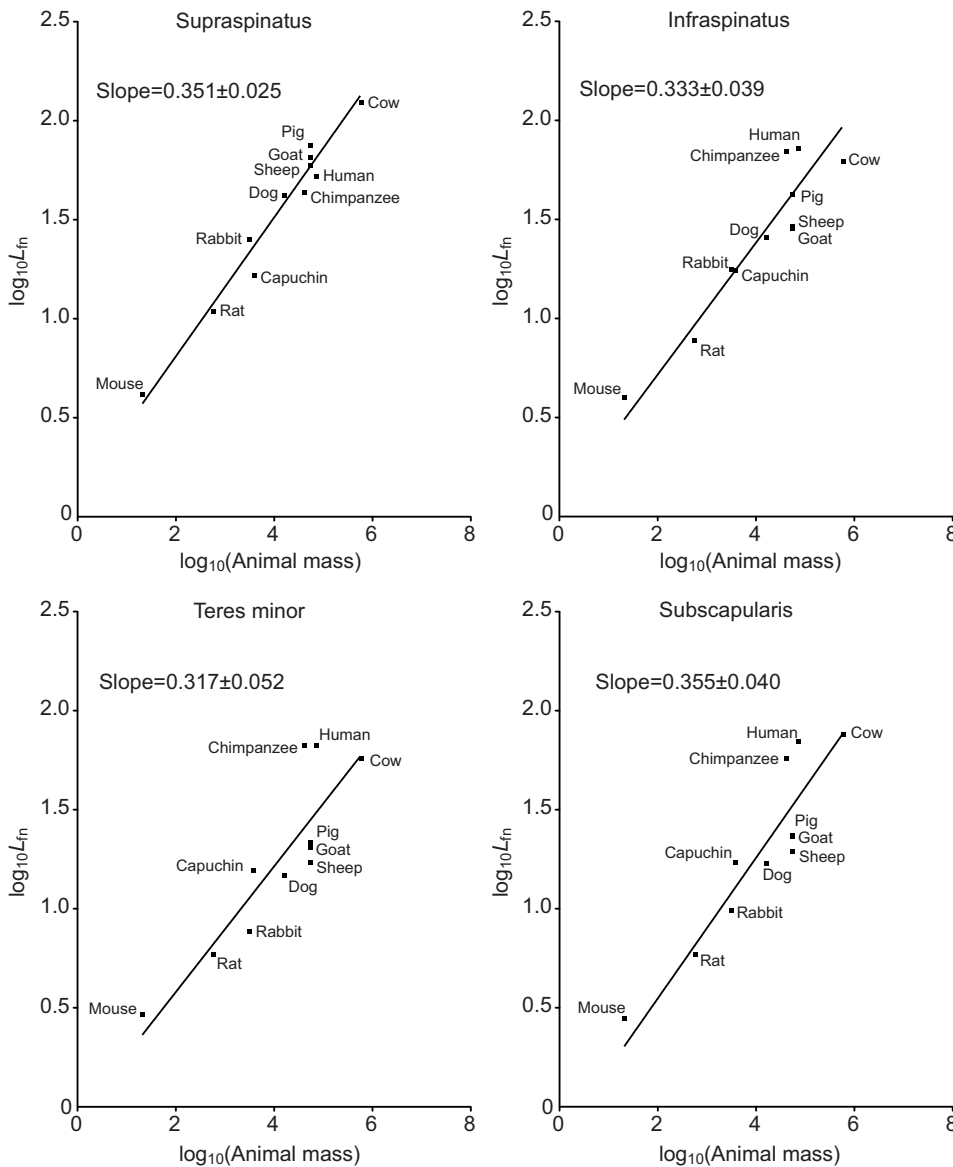 Supraspinatus
Slope=0.351±0.025
2.5
2.0
1.5
1.0
0.5
0
log₁₀Lfn
Cow
Pig
Goat
Sheep
Human
Dog
Chimpanzee
Rabbit
Capuchin
Rat
Mouse
0 2 4 6 8
log₁₀(Animal mass)
Infraspinatus
Slope=0.333±0.039
2.5
2.0
1.5
1.0
0.5
0
log₁₀Lfn
Human
Chimpanzee
Cow
Pig
Sheep
Dog
Goat
Rabbit
Capuchin
Rat
Mouse
0 2 4 6 8
log₁₀(Animal mass)
Teres minor
Slope=0.317±0.052
2.5
2.0
1.5
1.0
0.5
0
log₁₀Lfn
Human
Chimpanzee
Cow
Pig
Goat
Capuchin
Sheep
Dog
Rabbit
Rat
Mouse
0 2 4 6 8
log₁₀(Animal mass)
Subscapularis
Slope=0.355±0.040
2.5
2.0
1.5
1.0
0.5
0
log₁₀Lfn
Human
Cow
Chimpanzee
Pig
Goat
Capuchin
Sheep
Dog
Rabbit
Rat
Mouse
0 2 4 6 8
log₁₀(Animal mass)